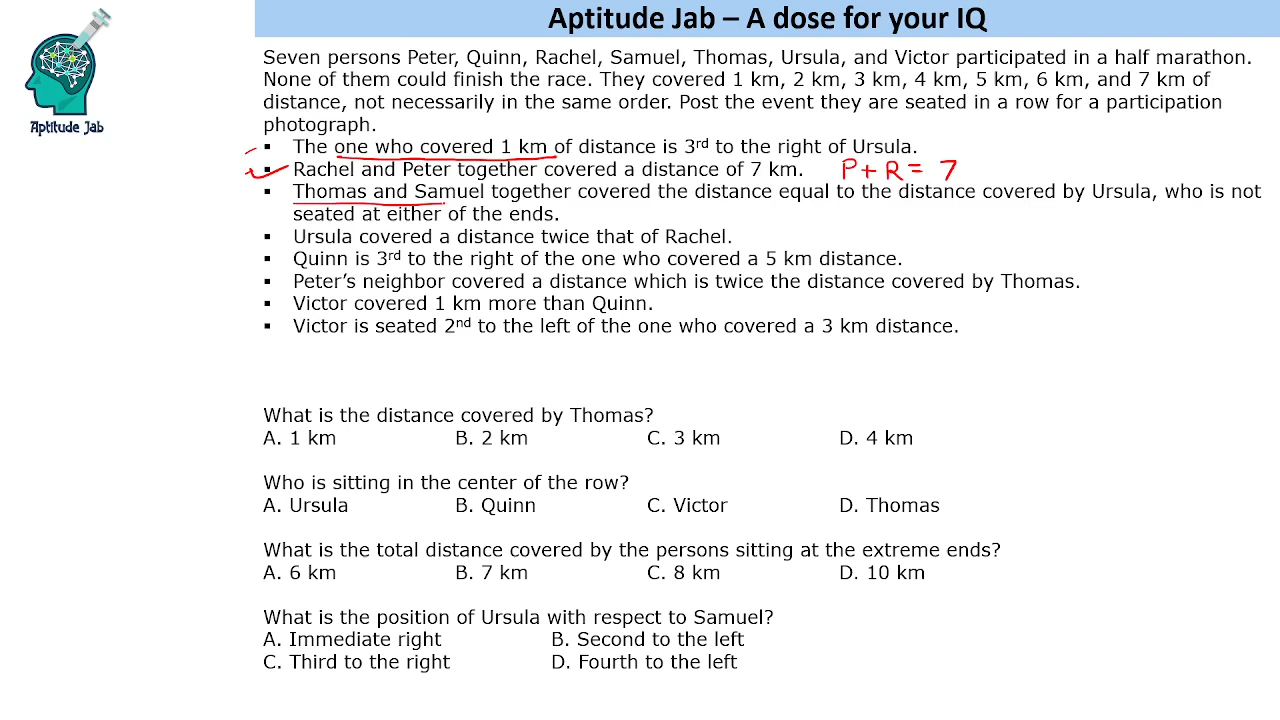 Aptitude Jab – A dose for your IQ
Aptitude Jab
Seven persons Peter, Quinn, Rachel, Samuel, Thomas, Ursula, and Victor participated in a half marathon.
None of them could finish the race. They covered 1 km, 2 km, 3 km, 4 km, 5 km, 6 km, and 7 km of
distance, not necessarily in the same order. Post the event they are seated in a row for a participation
photograph.
▪ The one who covered 1 km of distance is 3rd to the right of Ursula.
▪ Rachel and Peter together covered a distance of 7 km. P + R = 7
▪ Thomas and Samuel together covered the distance equal to the distance covered by Ursula, who is not
seated at either of the ends.
▪ Ursula covered a distance twice that of Rachel.
▪ Quinn is 3rd to the right of the one who covered a 5 km distance.
▪ Peter's neighbor covered a distance which is twice the distance covered by Thomas.
▪ Victor covered 1 km more than Quinn.
▪ Victor is seated 2nd to the left of the one who covered a 3 km distance.
What is the distance covered by Thomas?
A. 1 km B. 2 km C. 3 km D. 4 km
Who is sitting in the center of the row?
A. Ursula B. Quinn C. Victor D. Thomas
What is the total distance covered by the persons sitting at the extreme ends?
A. 6 km B. 7 km C. 8 km D. 10 km
What is the position of Ursula with respect to Samuel?
A. Immediate right B. Second to the left
C. Third to the right D. Fourth to the left